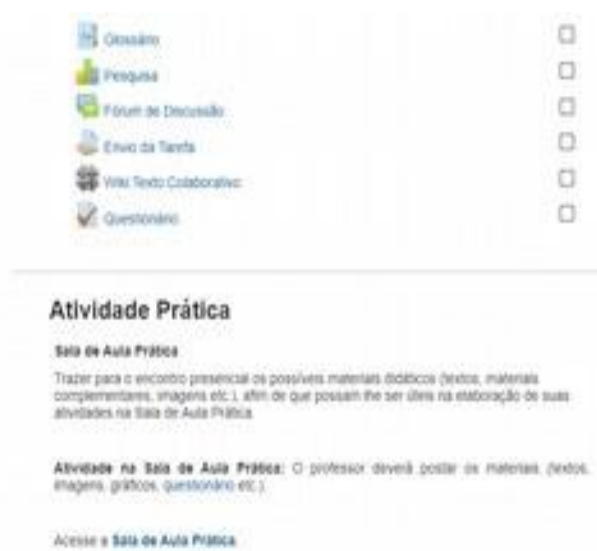 Glossário
Pesquisa
Fórum de Discussão
Envio da Tarefa
Wiki Texto Colaborativo
Questionário
Atividade Prática
Sala de Aula Prática
Trazer para o encontro presencial os possíveis materiais didáticos (textos, materiais
complementares, imagens etc.), afim de que possam lhe ser úteis na elaboração de suas
atividades na Sala de Aula Prática.
Atividade na Sala de Aula Prática: O professor deverá postar os materiais (textos,
imagens, gráficos, questionário etc.).
Acesse a Sala de Aula Prática